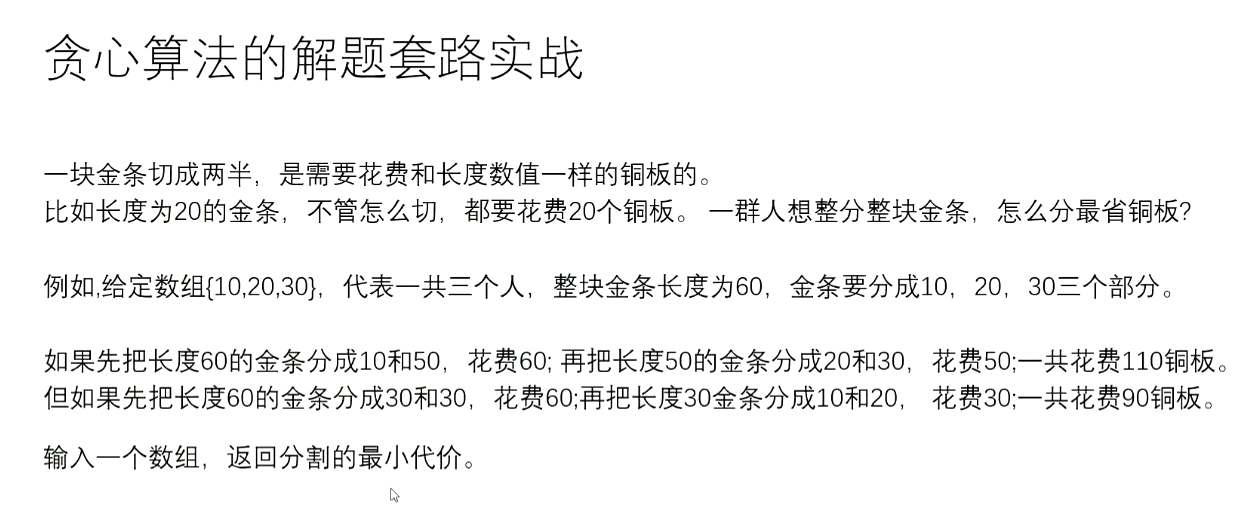 贪心算法的解题套路实战
一块金条切成两半，是需要花费和长度数值一样的铜板的。
比如长度为20的金条，不管怎么切，都要花费20个铜板。 一群人想整分整块金条，怎么分最省铜板?
例如,给定数组{10,20,30}，代表一共三个人，整块金条长度为60，金条要分成10，20，30三个部分。
如果先把长度60的金条分成10和50，花费60; 再把长度50的金条分成20和30，花费50;一共花费110铜板。
但如果先把长度60的金条分成30和30，花费60;再把长度30金条分成10和20， 花费30;一共花费90铜板。
输入一个数组，返回分割的最小代价。